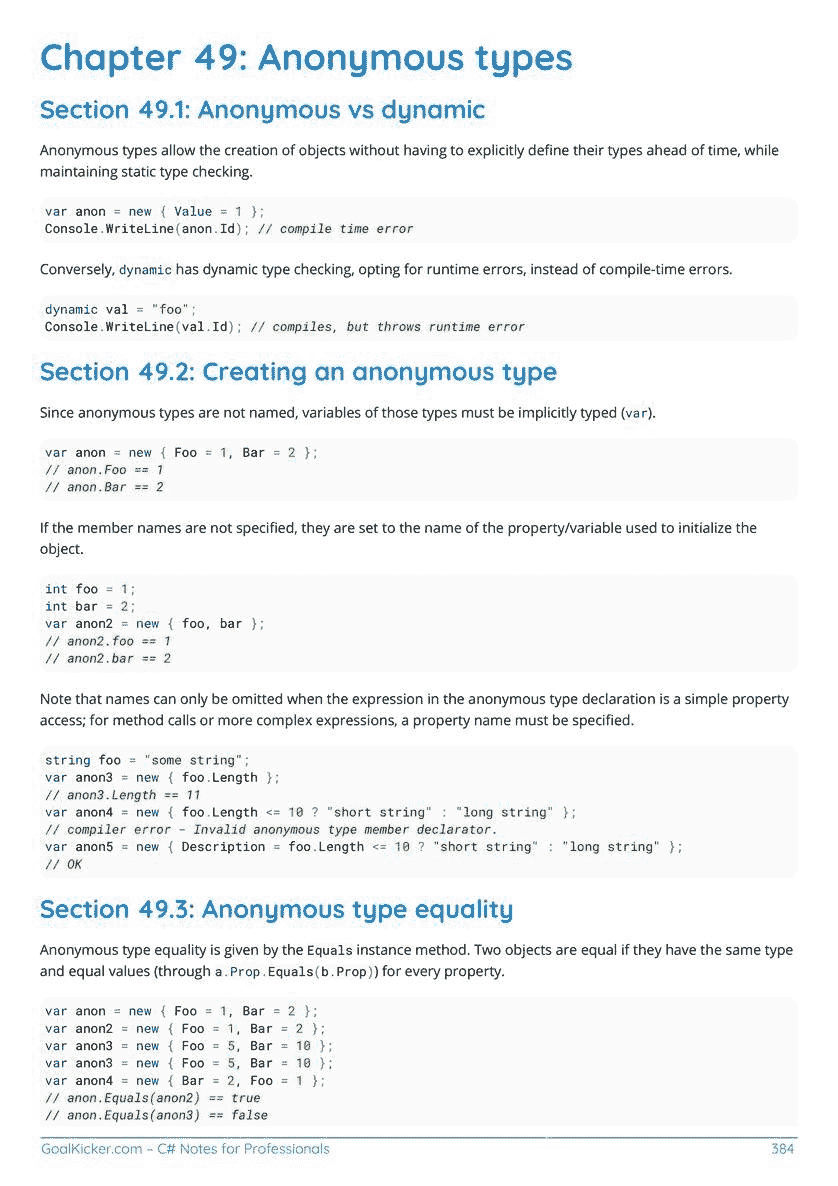 Chapter 49: Anonymous types
Section 49.1: Anonymous vs dynamic
Anonymous types allow the creation of objects without having to explicitly define their types ahead of time, while
maintaining static type checking.
var anon = new { Value = 1 };
Console.WriteLine(anon.Id); // compile time error
Conversely, dynamic has dynamic type checking, opting for runtime errors, instead of compile-time errors.
dynamic val = "foo";
Console.WriteLine(val.Id); // compiles, but throws runtime error
Section 49.2: Creating an anonymous type
Since anonymous types are not named, variables of those types must be implicitly typed (var).
var anon = new { Foo = 1, Bar = 2 };
// anon.Foo == 1
// anon.Bar == 2
If the member names are not specified, they are set to the name of the property/variable used to initialize the
object.
int foo = 1;
int bar = 2;
var anon2 = new { foo, bar };
// anon2.foo == 1
// anon2.bar == 2
Note that names can only be omitted when the expression in the anonymous type declaration is a simple property
access; for method calls or more complex expressions, a property name must be specified.
string foo = "some string";
var anon3 = new { foo.Length };
// anon3.Length == 11
var anon4 = new { foo.Length <= 10 ? "short string" : "long string" };
// compiler error - Invalid anonymous type member declarator.
var anon5 = new { Description = foo.Length <= 10 ? "short string" : "long string" };
// OK
Section 49.3: Anonymous type equality
Anonymous type equality is given by the Equals instance method. Two objects are equal if they have the same type
and equal values (through a.Prop.Equals(b.Prop)) for every property.
var anon = new { Foo = 1, Bar = 2 };
var anon2 = new { Foo = 1, Bar = 2 };
var anon3 = new { Foo = 5, Bar = 10 };
var anon3 = new { Foo = 5, Bar = 10 };
var anon4 = new { Bar = 2, Foo = 1 };
// anon.Equals(anon2) == true
// anon.Equals(anon3) == false
GoalKicker.com – C# Notes for Professionals 384